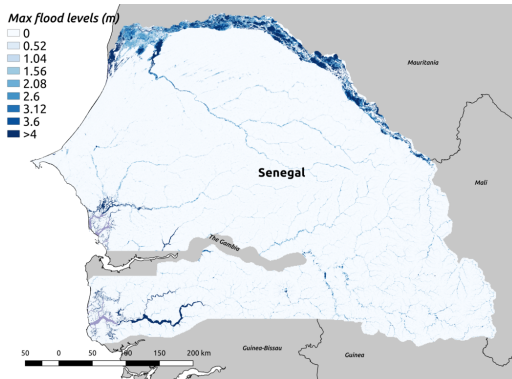 Max flood levels (m)
0
0.52
1.04
1.56
2.08
2.6
3.12
3.6
>4
Mauritania
Mali
Senegal
The Gambia
Guinea-Bissau
Guinea
50 0 50 100 150 200 km